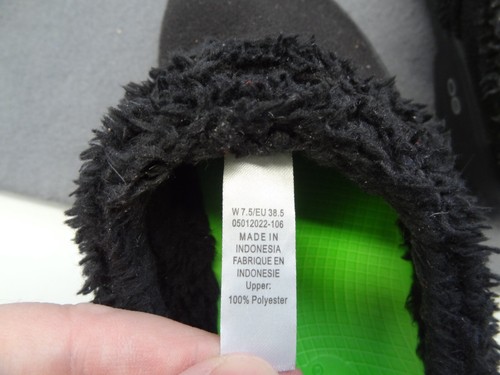 W 7.5/EU 38.5
05012022-106
MADE IN
INDONESIA
FABRIQUE EN
INDONESIE
Upper:
100% Polyester